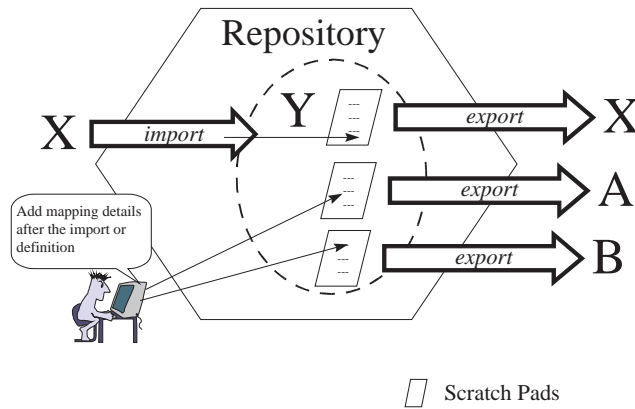 Repository
X
import
Y
export
X
export
A
export
B
Add mapping details
after the import or
definition
Scratch Pads